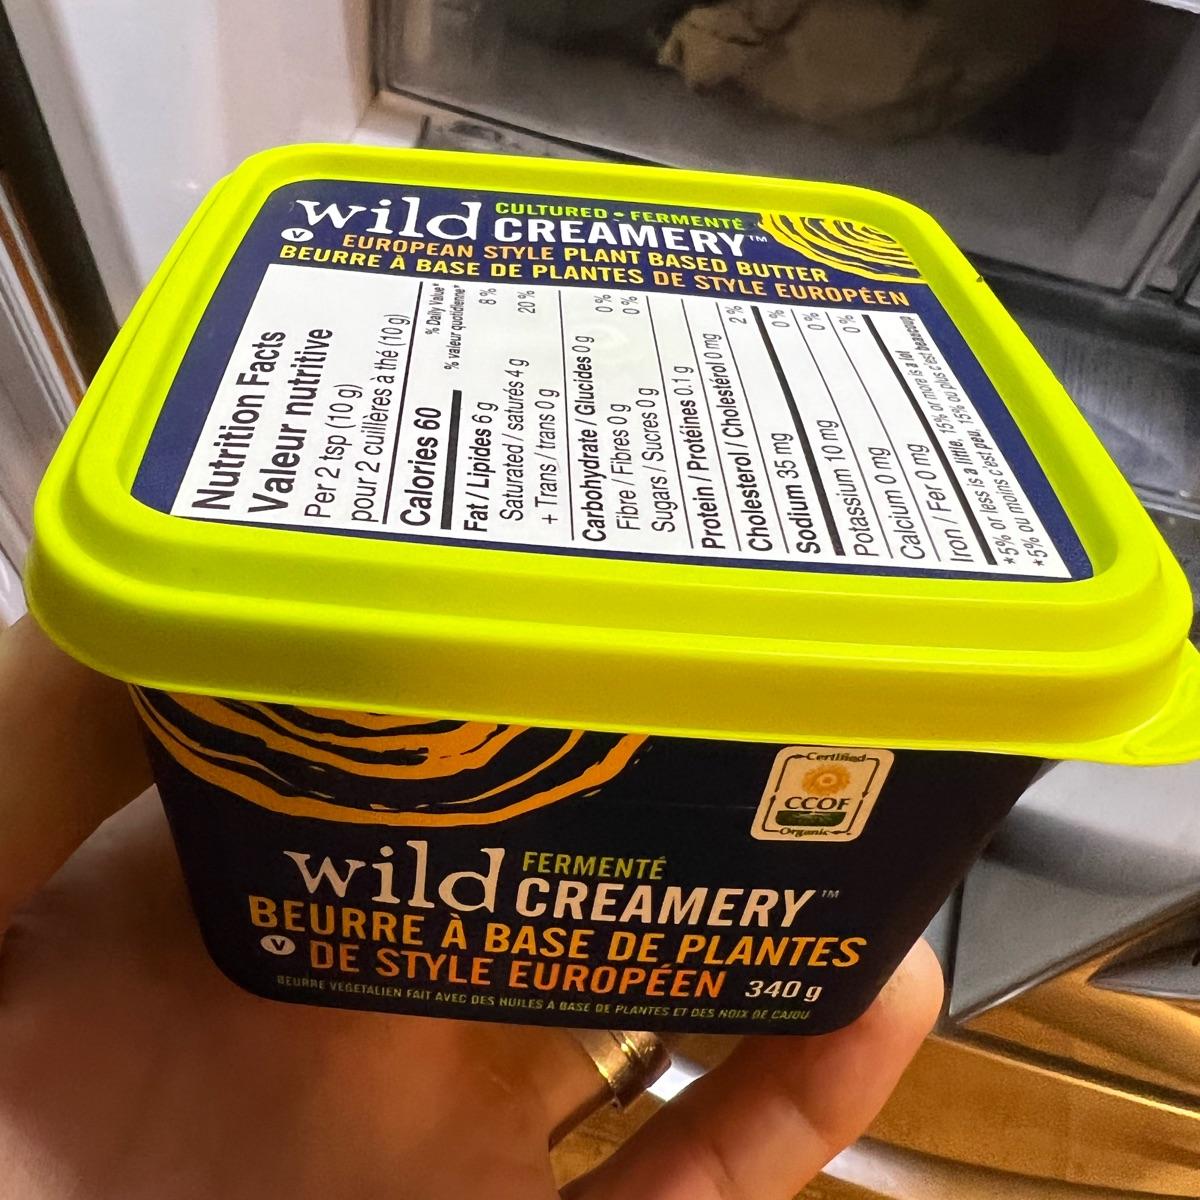 wild
CULTURED • FERMENTÉ
CREAMERY™
V
EUROPEAN STYLE PLANT BASED BUTTER
BEURRE À BASE DE PLANTES DE STYLE EUROPÉEN
Nutrition Facts
Valeur nutritive
Per 2 tsp (10 g)
pour 2 cuillères à thé (10 g)
Calories 60
% Daily Value*
% valeur quotidienne*
Fat / Lipides 6 g 8 %
Saturated / saturés 4 g
+ Trans / trans 0 g 20 %
Carbohydrate / Glucides 0 g
Fibre / Fibres 0 g 0 %
Sugars / Sucres 0 g 0 %
Protein / Protéines 0.1 g
Cholesterol / Cholestérol 0 mg
Sodium 35 mg 2 %
Potassium 10 mg 0 %
Calcium 0 mg 0 %
Iron / Fer 0 mg 0 %
*5% or less is a little, 15% or more is a lot
*5% ou moins c'est peu, 15% ou plus c'est beaucoup
Certified
CCOF
Organic
wild
FERMENTÉ
CREAMERY™
BEURRE À BASE DE PLANTES
V
DE STYLE EUROPÉEN 340 g
BEURRE VÉGÉTALIEN FAIT AVEC DES HUILES À BASE DE PLANTES ET DES NOIX DE CAJOU